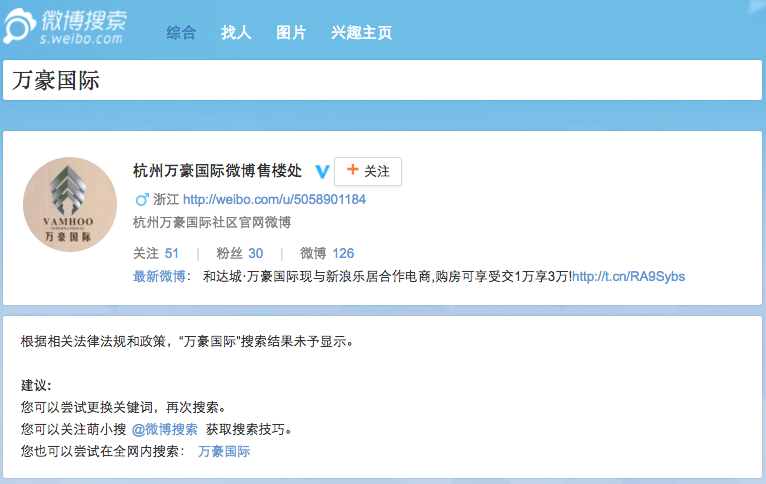 微博搜索
s.weibo.com
综合 找人 图片 兴趣主页
万豪国际
杭州万豪国际微博售楼处 V + 关注
♂ 浙江 http://weibo.com/u/5058901184
杭州万豪国际社区官网微博
关注 51 | 粉丝 30 | 微博 126
最新微博： 和达城·万豪国际现与新浪乐居合作电商,购房可享受交1万享3万!http://t.cn/RA9Sybs
VAMHOO
INTERNATIONAL
万豪国际
根据相关法律法规和政策，“万豪国际”搜索结果未予显示。
建议：
您可以尝试更换关键词，再次搜索。
您可以关注萌小搜 @微博搜索 获取搜索技巧。
您也可以尝试在全网内搜索： 万豪国际